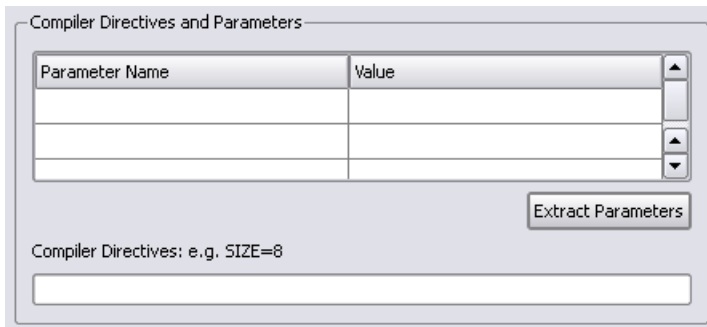 Compiler Directives and Parameters
Parameter Name Value
Extract Parameters
Compiler Directives: e.g. SIZE=8